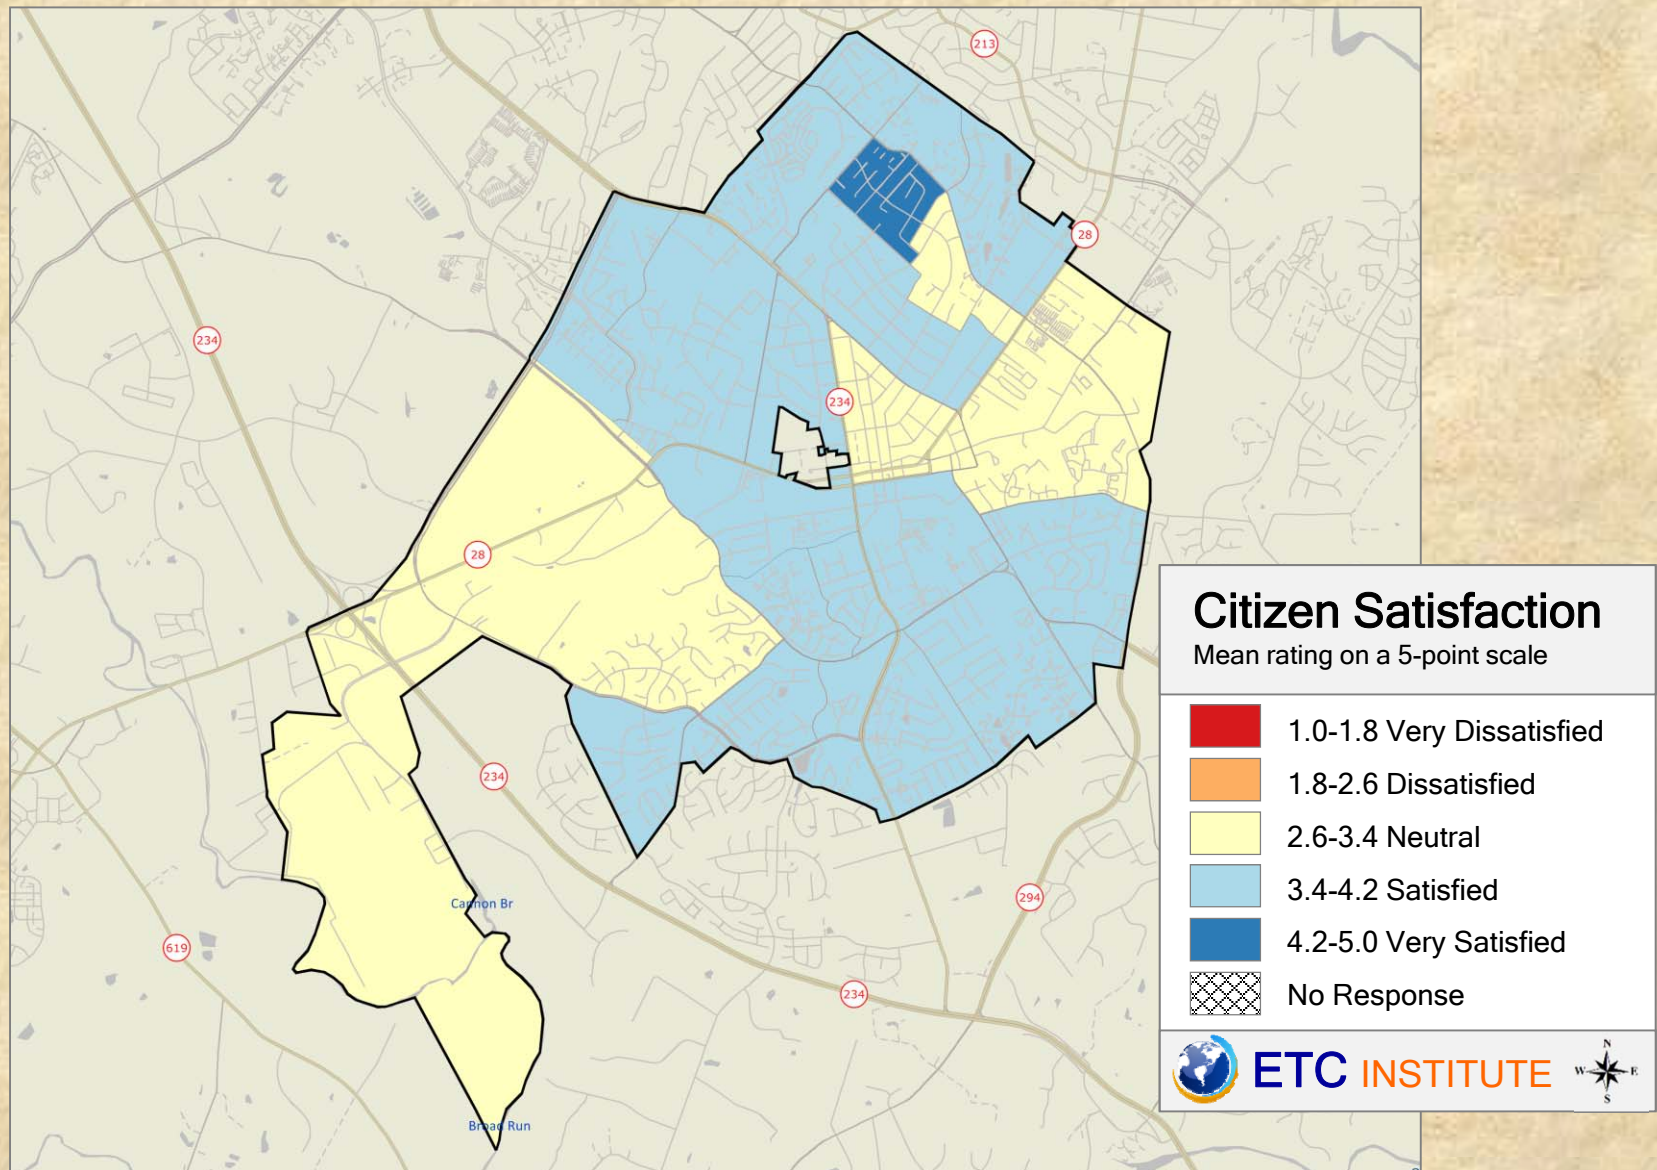 213
28
234
234
28
234
Cannon Br
294
619
234
Broad Run
Citizen Satisfaction
Mean rating on a 5-point scale
1.0-1.8 Very Dissatisfied
1.8-2.6 Dissatisfied
2.6-3.4 Neutral
3.4-4.2 Satisfied
4.2-5.0 Very Satisfied
No Response
ETC INSTITUTE
N
W E
S